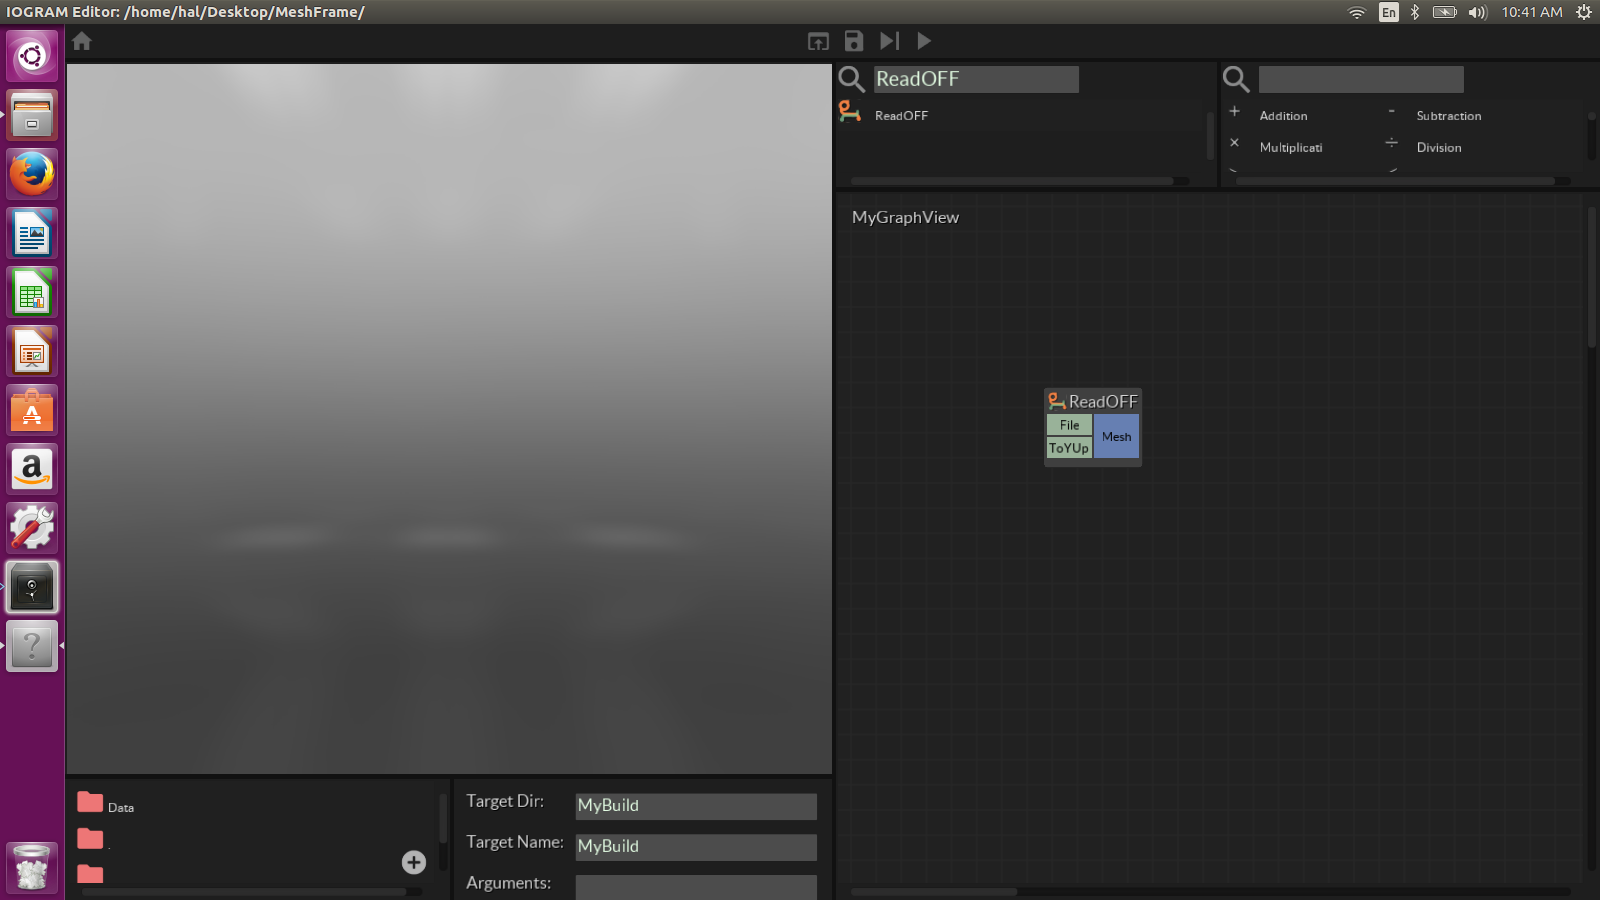 IOGRAM Editor: /home/hal/Desktop/MeshFrame/
En
10:41 AM
ReadOFF
ReadOFF
+ Addition
- Subtraction
× Multiplicati
÷ Division
MyGraphView
ReadOFF
File
Mesh
ToYUp
Data
.
Target Dir: MyBuild
Target Name: MyBuild
Arguments: